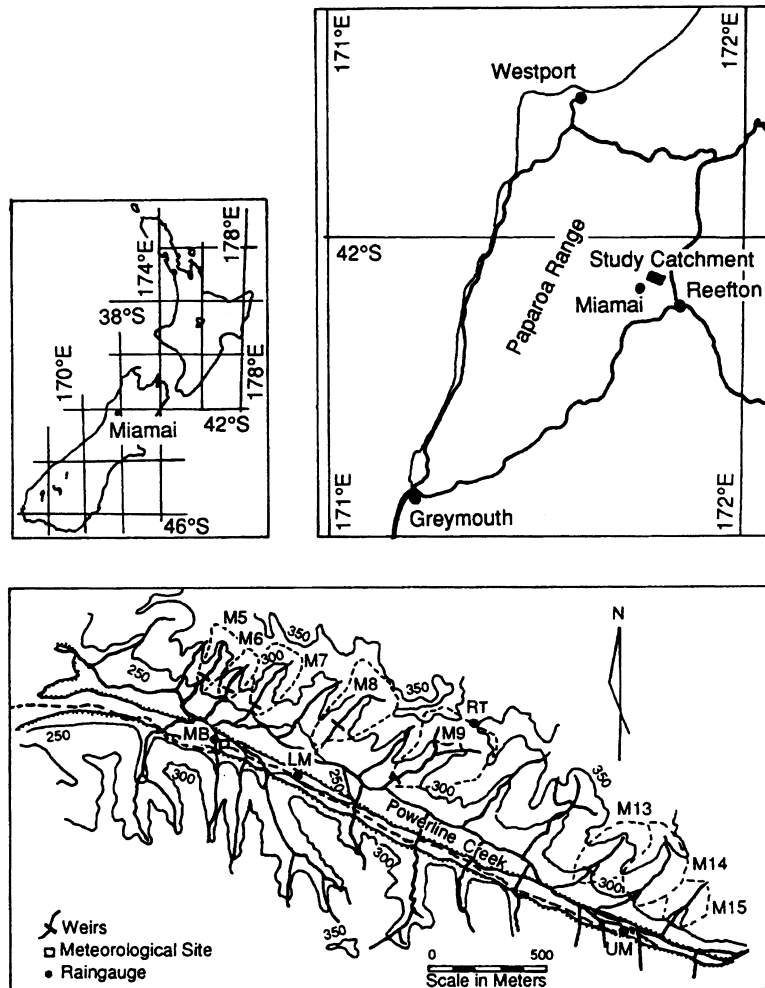 174°E
178°E
38°S
170°E
178°E
Miamai
42°S
46°S
171°E
172°E
Westport
42°S
Paparoa Range
Study Catchment
Miamai
Reefton
171°E
Greymouth
172°E
M5
M6
350
N
300
M7
250
M8
350
RT
M9
250
MB
LM
250
300
350
300
M13
Powerline Creek
300
M14
300
M15
350
UM
Weirs
Meteorological Site
Raingauge
0 500
Scale in Meters